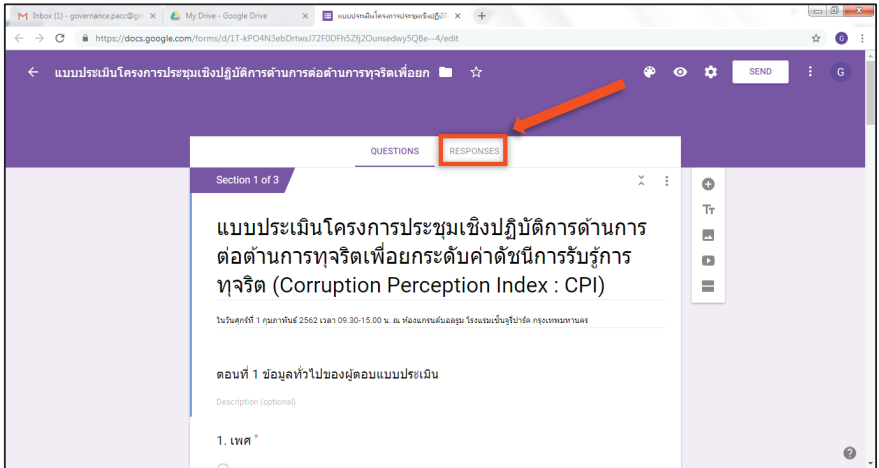 Inbox (1) - governance.pacc@gm
My Drive - Google Drive
แบบประเมินโครงการประชุมเชิงปฏิบัติ
https://docs.google.com/forms/d/1T-kPO4N3ebDrtwsJ72F0DFh5Zfj2Ounsedwy5Q8e--4/edit
G
แบบประเมินโครงการประชุมเชิงปฏิบัติการด้านการต่อต้านการทุจริตเพื่อยก
SEND
G
QUESTIONS
RESPONSES
Section 1 of 3
แบบประเมินโครงการประชุมเชิงปฏิบัติการด้านการ
ต่อต้านการทุจริตเพื่อยกระดับค่าดัชนีการรับรู้การ
ทุจริต (Corruption Perception Index : CPI)
ในวันศุกร์ที่ 1 กุมภาพันธ์ 2562 เวลา 09.30-15.00 น. ณ ห้องแกรนด์บอลรูม โรงแรมเซ็นจูรี่ปาร์ค กรุงเทพมหานคร
ตอนที่ 1 ข้อมูลทั่วไปของผู้ตอบแบบประเมิน
Description (optional)
1. เพศ *
Tт